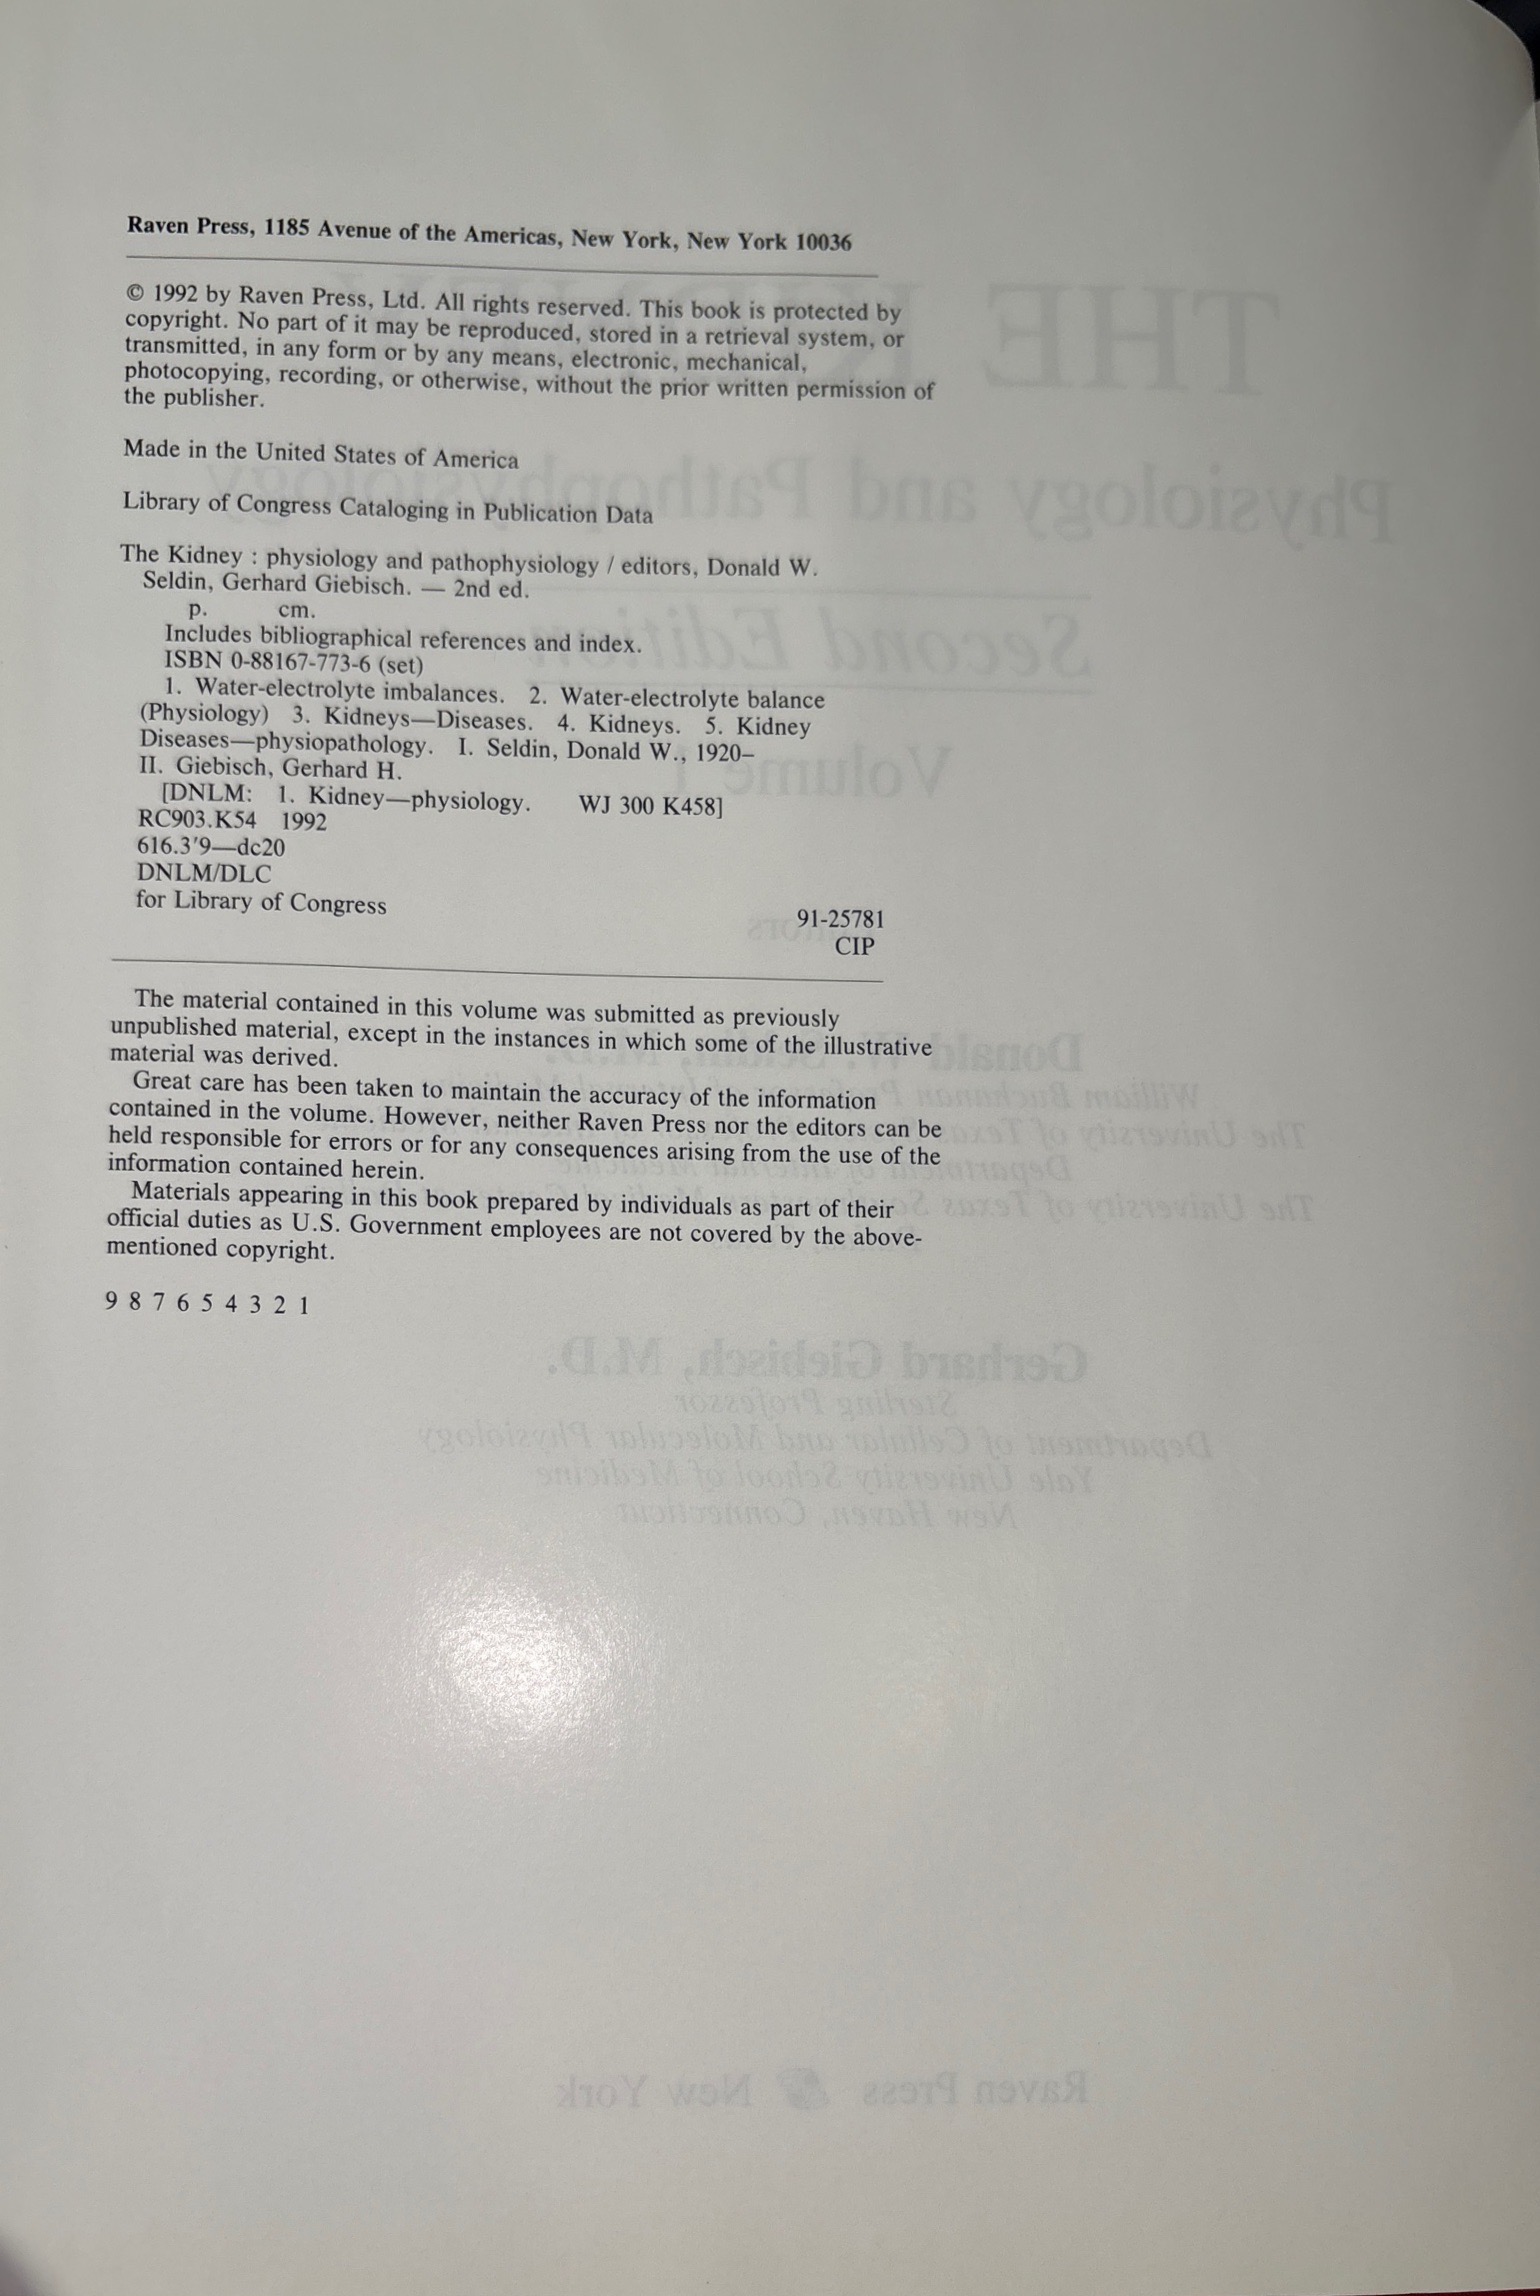 Raven Press, 1185 Avenue of the Americas, New York, New York 10036
© 1992 by Raven Press, Ltd. All rights reserved. This book is protected by
copyright. No part of it may be reproduced, stored in a retrieval system, or
transmitted, in any form or by any means, electronic, mechanical,
photocopying, recording, or otherwise, without the prior written permission of
the publisher.
Made in the United States of America
Library of Congress Cataloging in Publication Data
The Kidney : physiology and pathophysiology / editors, Donald W.
Seldin, Gerhard Giebisch. — 2nd ed.
p. cm.
Includes bibliographical references and index.
ISBN 0-88167-773-6 (set)
1. Water-electrolyte imbalances. 2. Water-electrolyte balance
(Physiology) 3. Kidneys—Diseases. 4. Kidneys. 5. Kidney
Diseases—physiopathology. I. Seldin, Donald W., 1920–
II. Giebisch, Gerhard H.
[DNLM: 1. Kidney—physiology. WJ 300 K458]
RC903.K54 1992
616.3'9—dc20
DNLM/DLC
for Library of Congress
91-25781
CIP
The material contained in this volume was submitted as previously
unpublished material, except in the instances in which some of the illustrative
material was derived.
Great care has been taken to maintain the accuracy of the information
contained in the volume. However, neither Raven Press nor the editors can be
held responsible for errors or for any consequences arising from the use of the
information contained herein.
Materials appearing in this book prepared by individuals as part of their
official duties as U.S. Government employees are not covered by the above-
mentioned copyright.
9 8 7 6 5 4 3 2 1